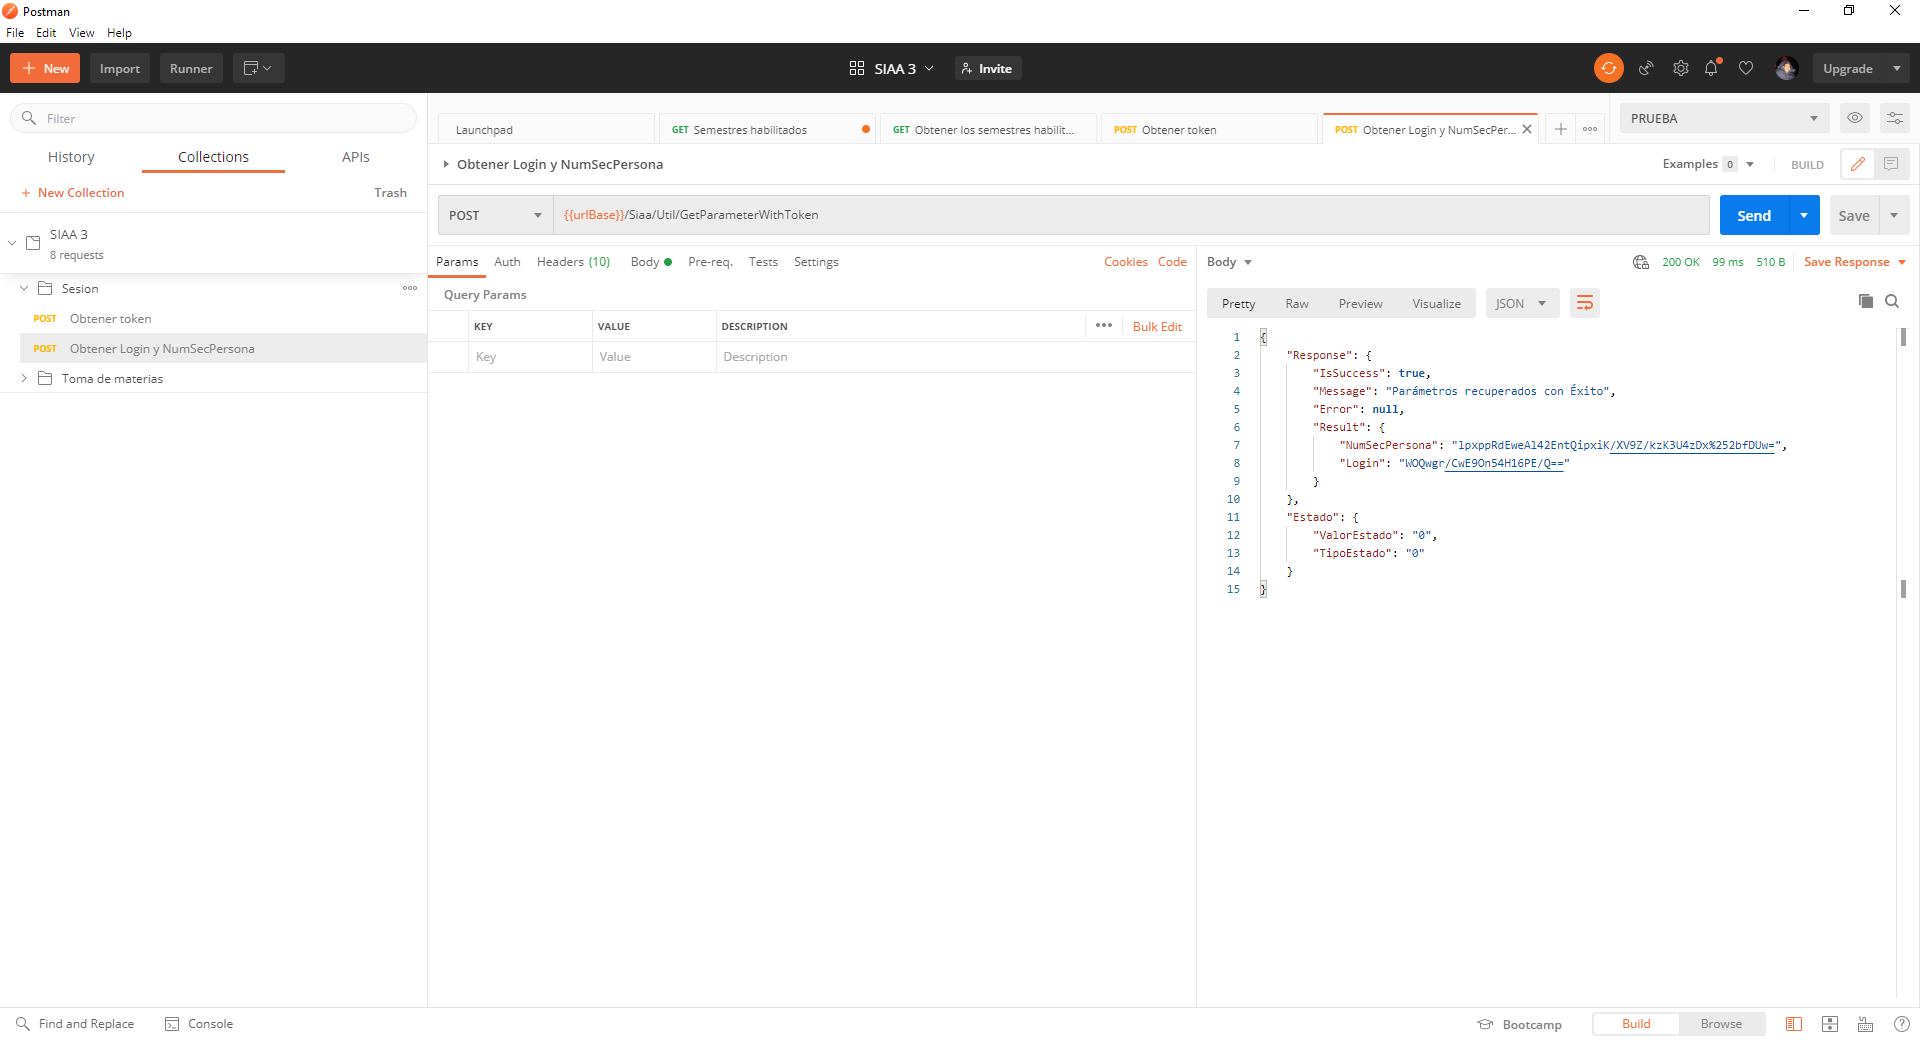 Postman
File Edit View Help
New Import Runner SIAA 3 Invite Upgrade
Filter
History Collections APIs
+ New Collection Trash
SIAA 3
8 requests
Sesion
POST Obtener token
POST Obtener Login y NumSecPersona
Toma de materias
Launchpad GET Semestres habilitados GET Obtener los semestres habilit... POST Obtener token POST Obtener Login y NumSecPer... PRUEBA
Obtener Login y NumSecPersona Examples 0 BUILD
POST {{urlBase}}/Siaa/Util/GetParameterWithToken Send Save
Params Auth Headers (10) Body Pre-req. Tests Settings Cookies Code
Query Params
KEY VALUE DESCRIPTION Bulk Edit
Key Value Description
Body 200 OK 99 ms 510 B Save Response
Pretty Raw Preview Visualize JSON
1 {
2 "Response": {
3 "IsSuccess": true,
4 "Message": "Parámetros recuperados con Éxito",
5 "Error": null,
6 "Result": {
7 "NumSecPersona": "lpxppRdEweAl42EntQipxiK/XV9Z/kzK3U4zDx%252bfDUw=",
8 "Login": "WOQwgr/CwE9On54H16PE/Q=="
9 }
10 },
11 "Estado": {
12 "ValorEstado": "0",
13 "TipoEstado": "0"
14 }
15 }
Find and Replace Console Bootcamp Build Browse